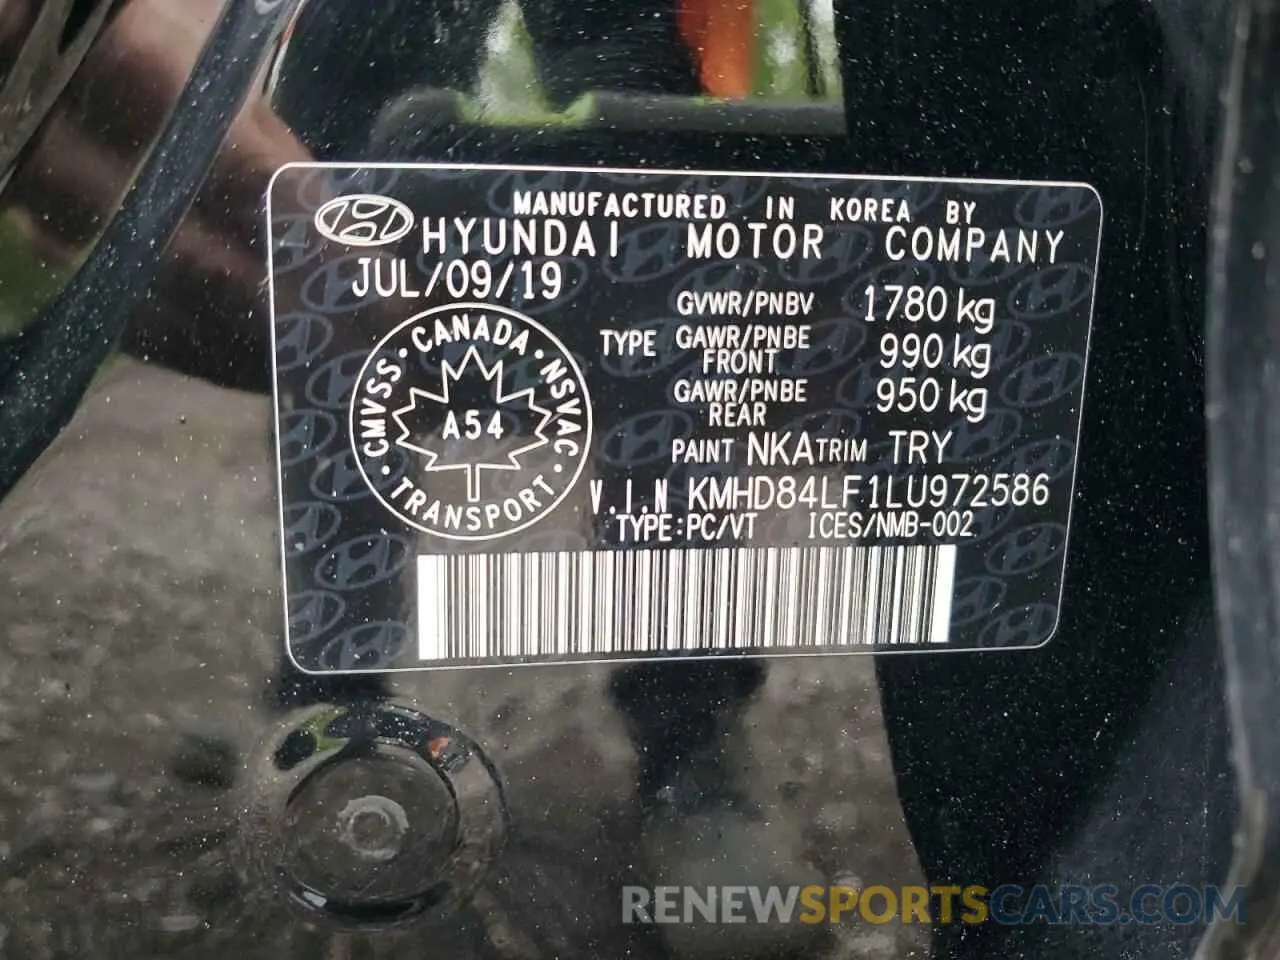 MANUFACTURED IN KOREA BY
HYUNDAI MOTOR COMPANY
JUL/09/19
GVWR/PNBV 1780 kg
TYPE GAWR/PNBE FRONT 990 kg
GAWR/PNBE REAR 950 kg
CANADA • NSVAC • TRANSPORT • CMVSS •
A54
PAINT NKA TRIM TRY
V.I.N KMHD84LF1LU972586
TYPE:PC/VT ICES/NMB-002
RENEWSPORTSCARS.COM